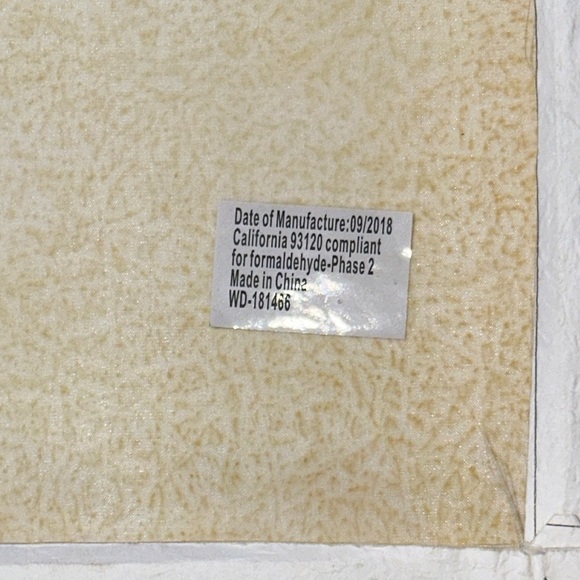 Date of Manufacture:09/2018
California 93120 compliant
for formaldehyde-Phase 2
Made in China
WD-181466